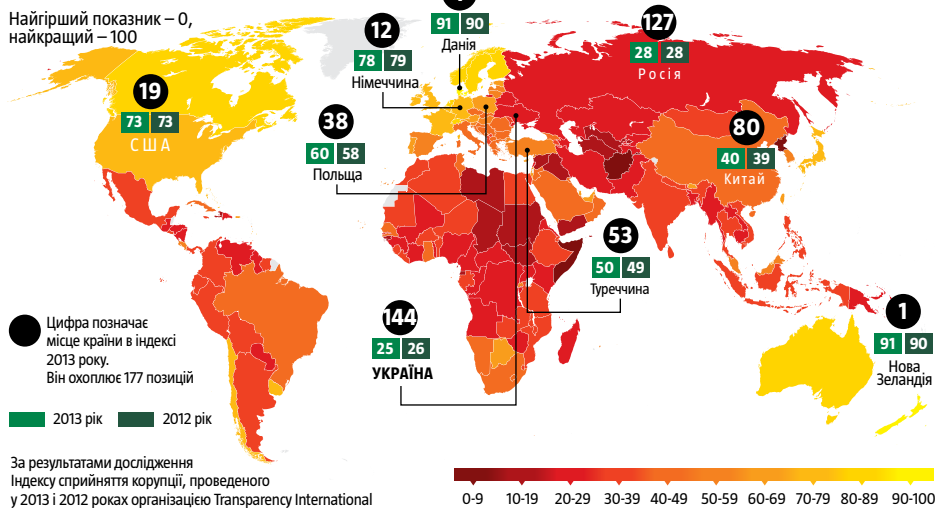 Найгірший показник – 0,
найкращий – 100
12
78 79
Німеччина
91 90
Данія
127
28 28
Росія
19
73 73
США
38
60 58
Польща
80
40 39
Китай
53
50 49
Туреччина
144
25 26
УКРАЇНА
1
91 90
Нова
Зеландія
Цифра позначає
місце країни в індексі
2013 року.
Він охоплює 177 позицій
2013 рік 2012 рік
За результатами дослідження
Індексу сприйняття корупції, проведеного
у 2013 і 2012 роках організацією Transparency International
0-9 10-19 20-29 30-39 40-49 50-59 60-69 70-79 80-89 90-100